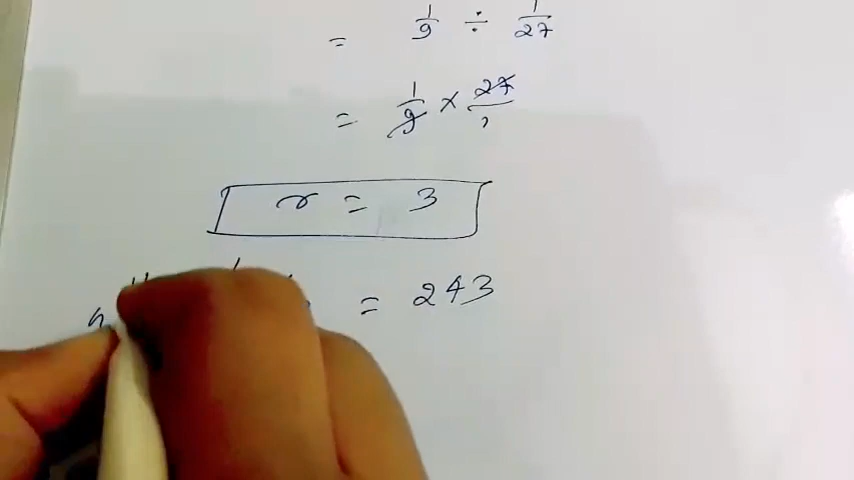 = 1/9 ÷ 1/27
= 1/9 × 27/1
r = 3
n = 243